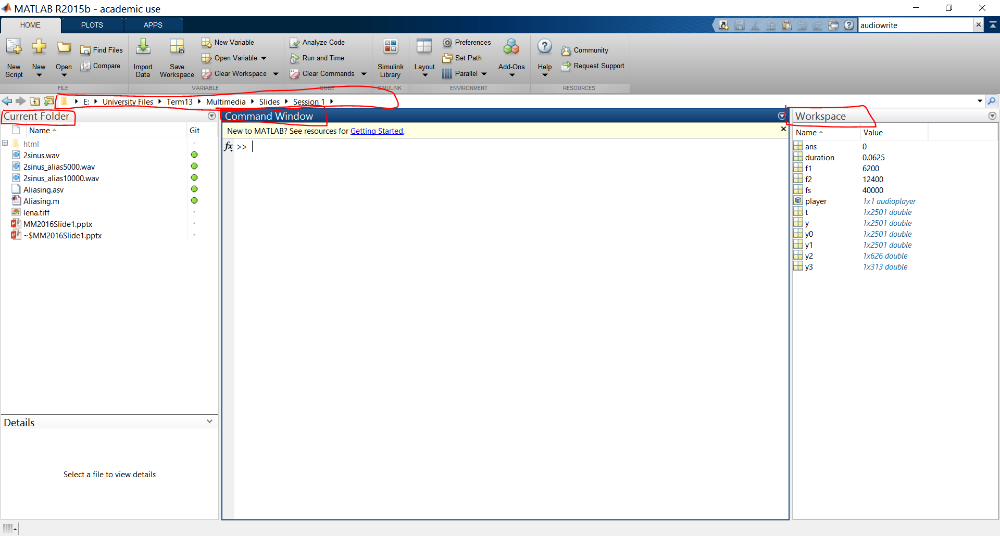 MATLAB R2015b - academic use
HOME PLOTS APPS
audiowrite
New Script
New
Open
Find Files
Compare
FILE
Import Data
Save Workspace
New Variable
Open Variable
Clear Workspace
VARIABLE
Analyze Code
Run and Time
Clear Commands
CODE
Simulink Library
SIMULINK
Layout
Preferences
Set Path
Parallel
Add-Ons
ENVIRONMENT
Help
Community
Request Support
RESOURCES
E: University Files Term13 Multimedia Slides Session 1
Current Folder
Name Git
html
2sinus.wav
2sinus_alias5000.wav
2sinus_alias10000.wav
Aliasing.asv
Aliasing.m
lena.tiff
MM2016Slide1.pptx
~$MM2016Slide1.pptx
Details
Select a file to view details
Command Window
New to MATLAB? See resources for Getting Started.
fx >>
Workspace
Name Value
ans 0
duration 0.0625
f1 6200
f2 12400
fs 40000
player 1x1 audioplayer
t 1x2501 double
y 1x2501 double
y0 1x2501 double
y1 1x2501 double
y2 1x626 double
y3 1x313 double